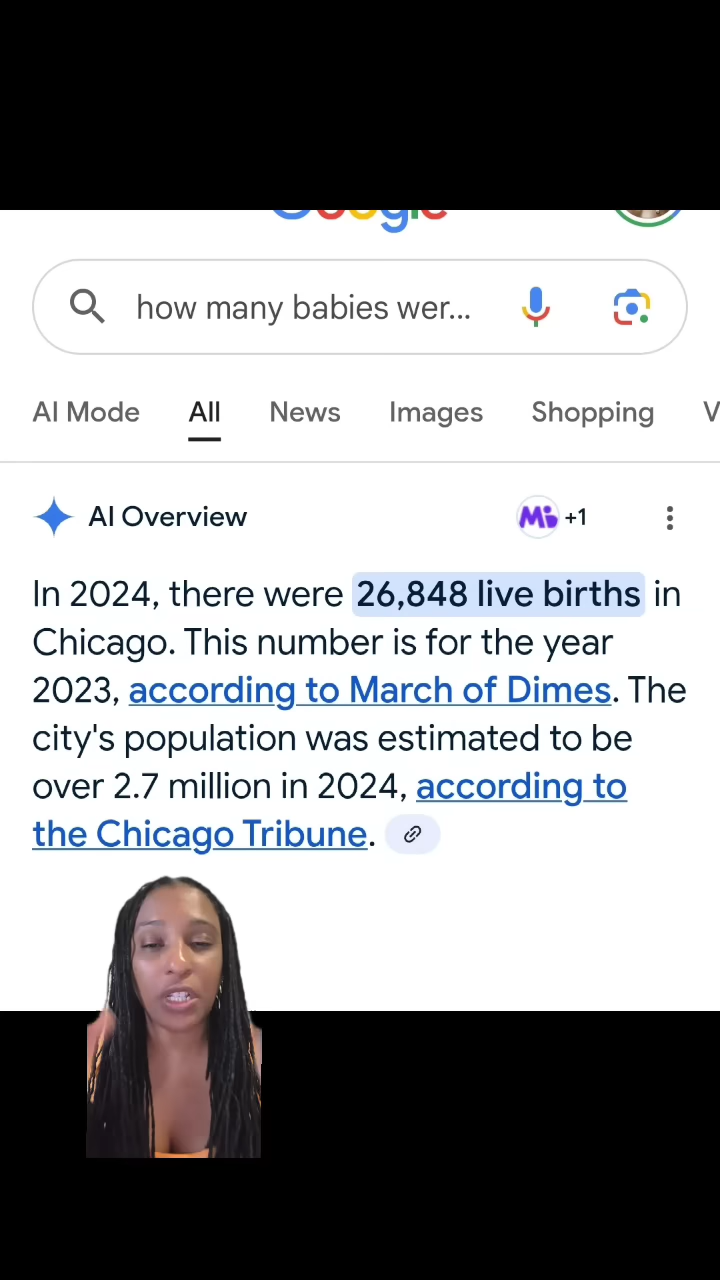 Google
how many babies wer...
AI Mode All News Images Shopping V
AI Overview
+1
In 2024, there were 26,848 live births in
Chicago. This number is for the year
2023, according to March of Dimes. The
city's population was estimated to be
over 2.7 million in 2024, according to
the Chicago Tribune.